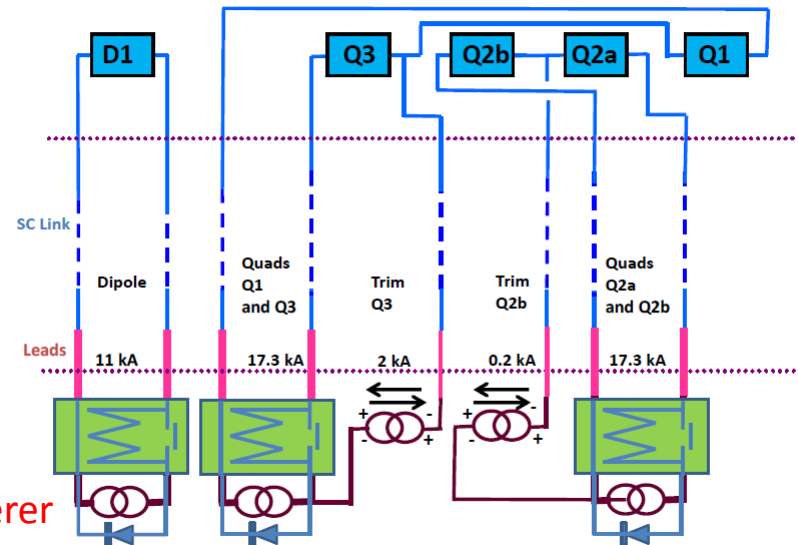 D1 Q3 Q2b Q2a Q1
SC Link
Dipole
Quads
Q1
and Q3
Trim
Q3
Trim
Q2b
Quads
Q2a
and Q2b
Leads
11 kA 17.3 kA 2 kA 0.2 kA 17.3 kA
+ - + -
- + - +
erer